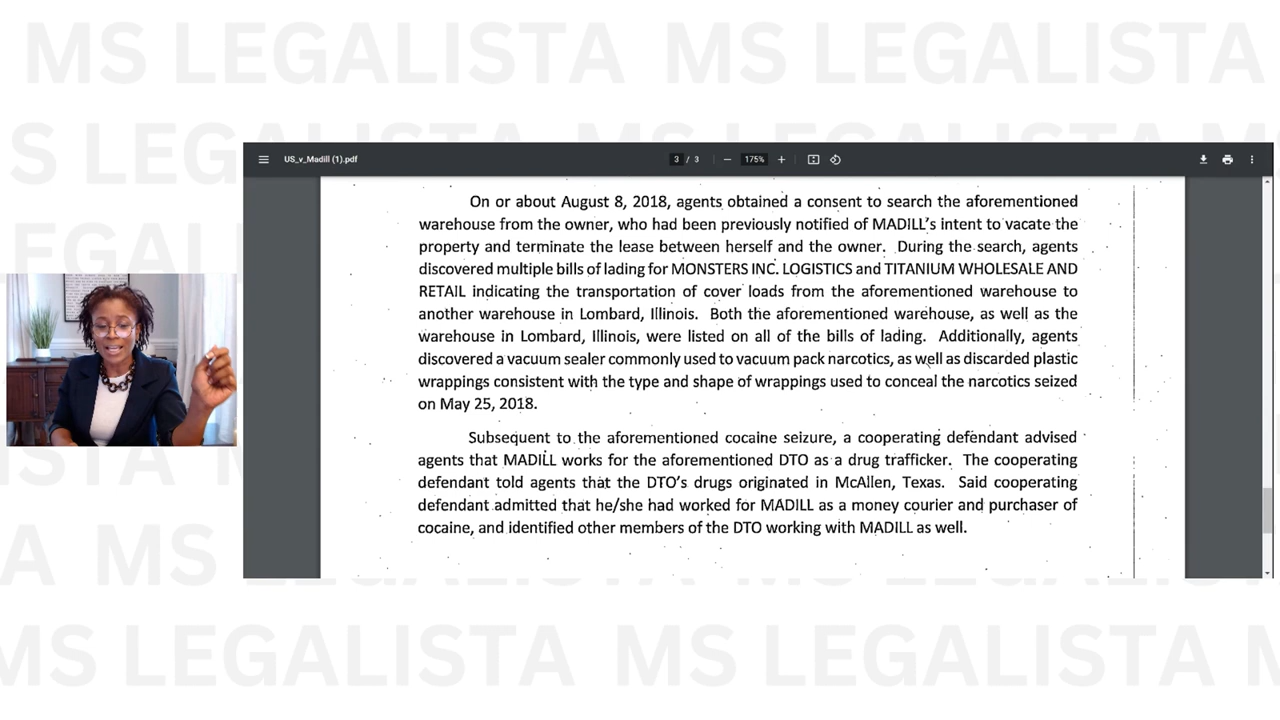 MS LEGALISTA MS LEGALISTA
S LEG
US_v_Madill (1).pdf
3 / 3
175%
On or about August 8, 2018, agents obtained a consent to search the aforementioned
warehouse from the owner, who had been previously notified of MADILL's intent to vacate the
property and terminate the lease between herself and the owner. During the search, agents
discovered multiple bills of lading for MONSTERS INC. LOGISTICS and TITANIUM WHOLESALE AND
RETAIL indicating the transportation of cover loads from the aforementioned warehouse to
another warehouse in Lombard, Illinois. Both the aforementioned warehouse, as well as the
warehouse in Lombard, Illinois, were listed on all of the bills of lading. Additionally, agents
discovered a vacuum sealer commonly used to vacuum pack narcotics, as well as discarded plastic
wrappings consistent with the type and shape of wrappings used to conceal the narcotics seized
on May 25, 2018.
Subsequent to the aforementioned cocaine seizure, a cooperating defendant advised
agents that MADILL works for the aforementioned DTO as a drug trafficker. The cooperating
defendant told agents that the DTO's drugs originated in McAllen, Texas. Said cooperating
defendant admitted that he/she had worked for MADILL as a money courier and purchaser of
cocaine, and identified other members of the DTO working with MADILL as well.
A MS
MS LEGALISTA MS LEGALISTA M